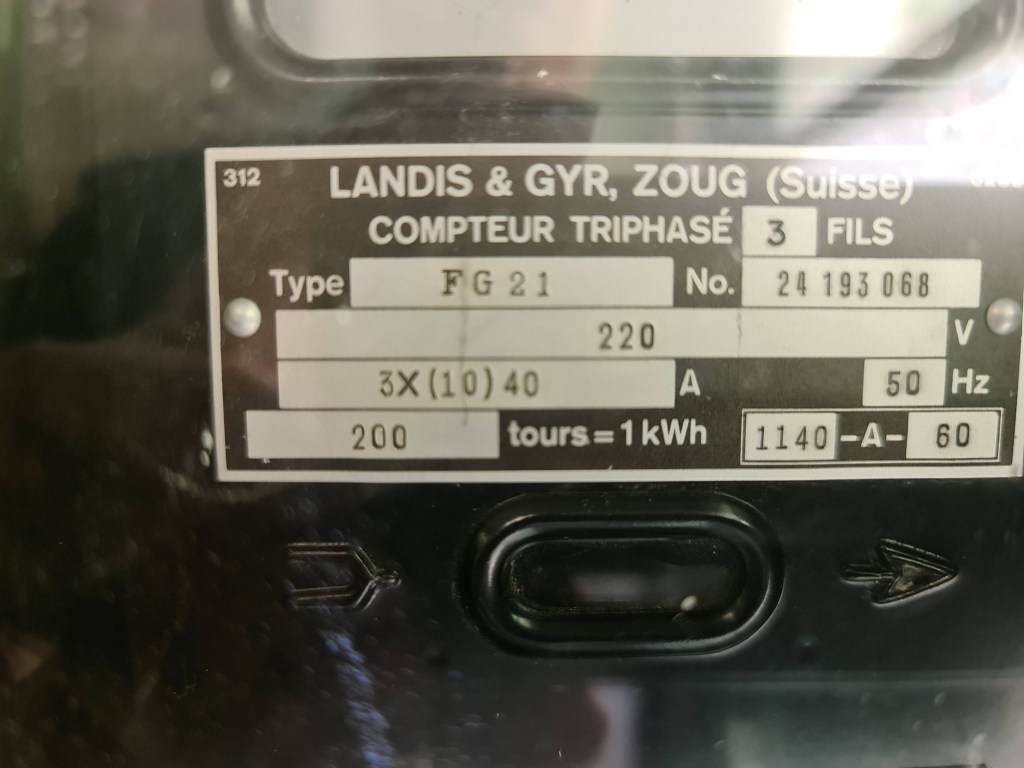 312
LANDIS & GYR, ZOUG (Suisse)
COMPTEUR TRIPHASÉ 3 FILS
Type FG 21 No. 24 193 068
220 V
3X(10)40 A 50 Hz
200 tours = 1 kWh 1140 -A- 60